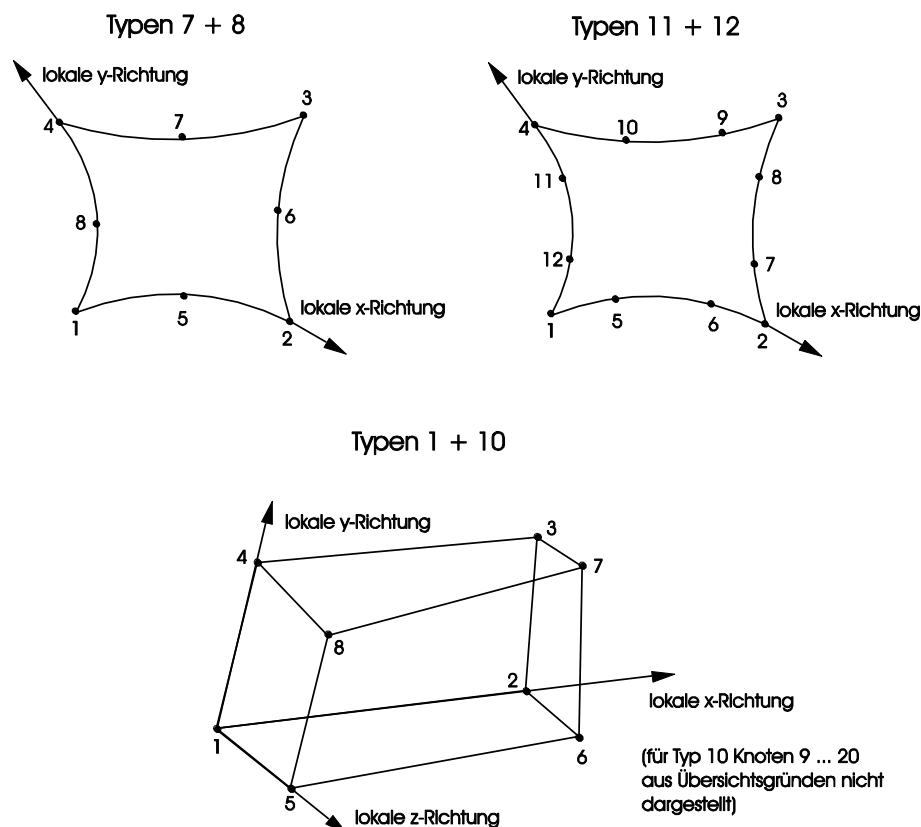 Typen 7 + 8
Typen 11 + 12
lokale y-Richtung
4
7
3
8
6
1
5
2
lokale x-Richtung
lokale y-Richtung
4
10
9
3
11
8
12
7
1
5
6
2
lokale x-Richtung
Typen 1 + 10
lokale y-Richtung
4
3
7
8
2
lokale x-Richtung
1
6
5
lokale z-Richtung
(für Typ 10 Knoten 9 ... 20
aus Übersichtsgründen nicht
dargestellt)